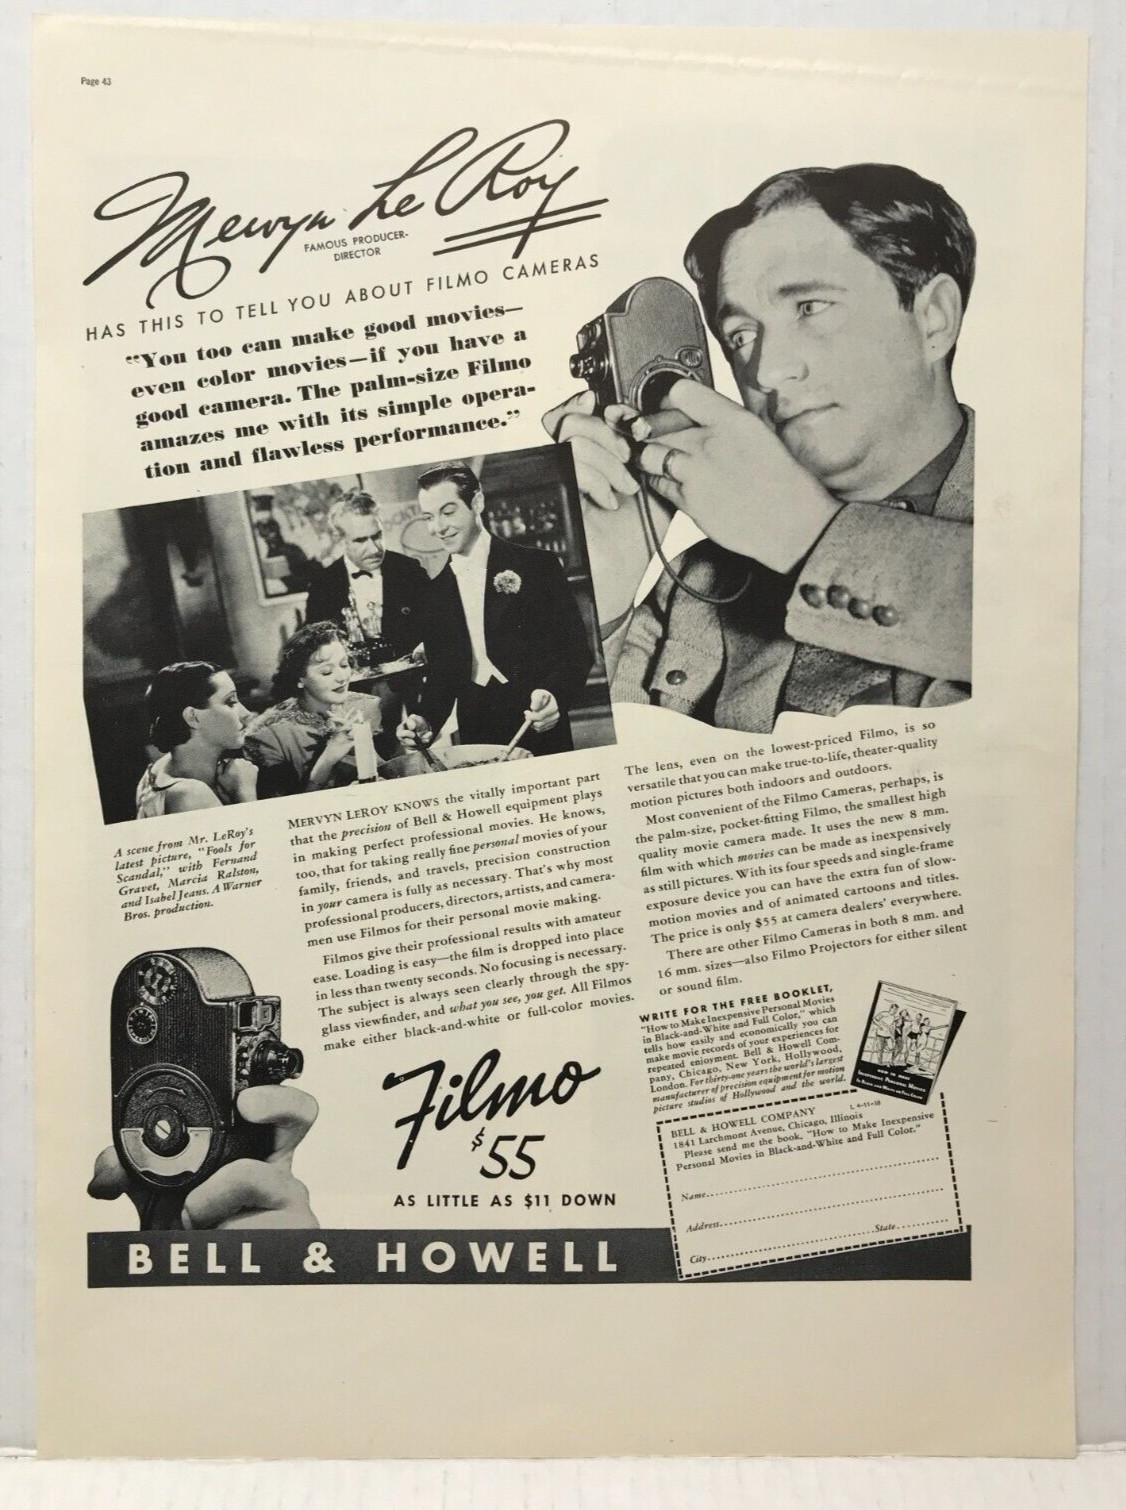 Page 43
Mervyn Le Roy
FAMOUS PRODUCER-
DIRECTOR
HAS THIS TO TELL YOU ABOUT FILMO CAMERAS
“You too can make good movies—
even color movies—if you have a
good camera. The palm-size Filmo
amazes me with its simple opera-
tion and flawless performance.”
A scene from Mr. LeRoy's
latest picture, "Fools for
Scandal," with Fernand
Gravet, Marcia Ralston,
and Isabel Jeans. A Warner
Bros. production.
MERVYN LEROY KNOWS the vitally important part
that the precision of Bell & Howell equipment plays
in making perfect professional movies. He knows,
too, that for taking really fine personal movies of your
family, friends, and travels, precision construction
in your camera is fully as necessary. That's why most
professional producers, directors, artists, and camera-
men use Filmos for their personal movie making.
Filmos give their professional results with amateur
ease. Loading is easy—the film is dropped into place
in less than twenty seconds. No focusing is necessary.
The subject is always seen clearly through the spy-
glass viewfinder, and what you see, you get. All Filmos
make either black-and-white or full-color movies.
The lens, even on the lowest-priced Filmo, is so
versatile that you can make true-to-life, theater-quality
motion pictures both indoors and outdoors.
Most convenient of the Filmo Cameras, perhaps, is
the palm-size, pocket-fitting Filmo, the smallest high
quality movie camera made. It uses the new 8 mm.
film with which movies can be made as inexpensively
as still pictures. With its four speeds and single-frame
exposure device you can have the extra fun of slow-
motion movies and of animated cartoons and titles.
The price is only $55 at camera dealers' everywhere.
There are other Filmo Cameras in both 8 mm. and
16 mm. sizes—also Filmo Projectors for either silent
or sound film.
WRITE FOR THE FREE BOOKLET,
"How to Make Inexpensive Personal Movies
in Black-and-White and Full Color," which
tells how easily and economically you can
make movie records of your experiences for
repeated enjoyment. Bell & Howell Com-
pany, Chicago, New York, Hollywood,
London. For thirty-one years the world's largest
manufacturer of precision equipment for motion
picture studios of Hollywood and the world.
Filmo
$55
AS LITTLE AS $11 DOWN
BELL & HOWELL COMPANY L 4-11-38
1841 Larchmont Avenue, Chicago, Illinois
Please send me the book, "How to Make Inexpensive
Personal Movies in Black-and-White and Full Color."
Name
Address
City State
BELL & HOWELL